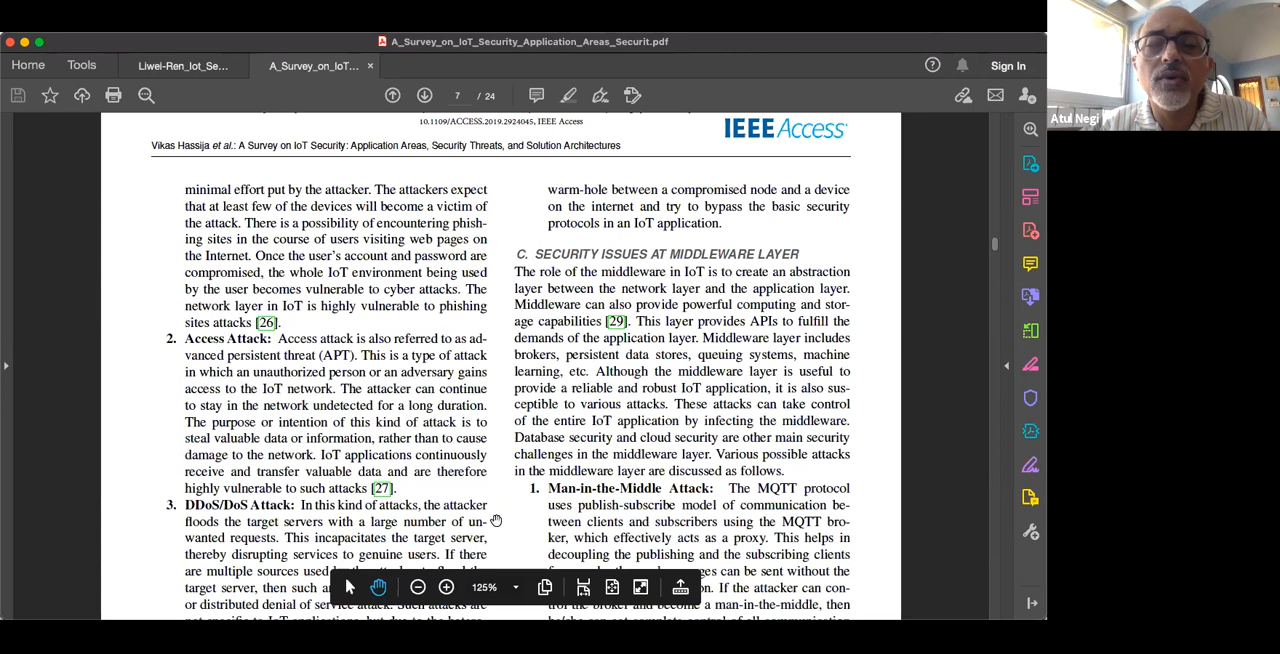 A_Survey_on_IoT_Security_Application_Areas_Securit.pdf
Home
Tools
Liwei-Ren_Iot_Se...
A_Survey_on_IoT...
×
Sign In
7 / 24
10.1109/ACCESS.2019.2924045, IEEE Access
IEEE Access
Vikas Hassija et al.: A Survey on IoT Security: Application Areas, Security Threats, and Solution Architectures
minimal effort put by the attacker. The attackers expect
that at least few of the devices will become a victim of
the attack. There is a possibility of encountering phish-
ing sites in the course of users visiting web pages on
the Internet. Once the user's account and password are
compromised, the whole IoT environment being used
by the user becomes vulnerable to cyber attacks. The
network layer in IoT is highly vulnerable to phishing
sites attacks [26].
2. Access Attack: Access attack is also referred to as ad-
vanced persistent threat (APT). This is a type of attack
in which an unauthorized person or an adversary gains
access to the IoT network. The attacker can continue
to stay in the network undetected for a long duration.
The purpose or intention of this kind of attack is to
steal valuable data or information, rather than to cause
damage to the network. IoT applications continuously
receive and transfer valuable data and are therefore
highly vulnerable to such attacks [27].
3. DDoS/DoS Attack: In this kind of attacks, the attacker
floods the target servers with a large number of un-
wanted requests. This incapacitates the target server,
thereby disrupting services to genuine users. If there
are multiple sources used
target server, then such
or distributed denial of
warm-hole between a compromised node and a device
on the internet and try to bypass the basic security
protocols in an IoT application.
C. SECURITY ISSUES AT MIDDLEWARE LAYER
The role of the middleware in IoT is to create an abstraction
layer between the network layer and the application layer.
Middleware can also provide powerful computing and stor-
age capabilities [29]. This layer provides APIs to fulfill the
demands of the application layer. Middleware layer includes
brokers, persistent data stores, queuing systems, machine
learning, etc. Although the middleware layer is useful to
provide a reliable and robust IoT application, it is also sus-
ceptible to various attacks. These attacks can take control
of the entire IoT application by infecting the middleware.
Database security and cloud security are other main security
challenges in the middleware layer. Various possible attacks
in the middleware layer are discussed as follows.
1. Man-in-the-Middle Attack: The MQTT protocol
uses publish-subscribe model of communication be-
tween clients and subscribers using the MQTT bro-
ker, which effectively acts as a proxy. This helps in
decoupling the publishing and the subscribing clients
can be sent without the
If the attacker can con-
a man-in-the-middle, then
125%
Atul Negi